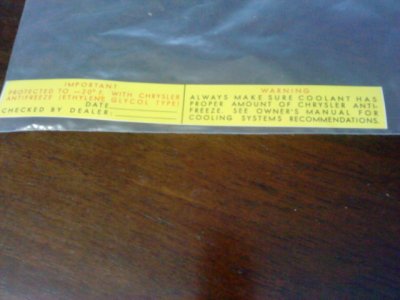 IMPORTANT
PROTECTED TO -20° F. WITH CHRYSLER
ANTIFREEZE (ETHYLENE GLYCOL TYPE)
DATE
CHECKED BY DEALER
WARNING
ALWAYS MAKE SURE COOLANT HAS
PROPER AMOUNT OF CHRYSLER ANTI-
FREEZE. SEE OWNER'S MANUAL FOR
COOLING SYSTEMS RECOMMENDATIONS.